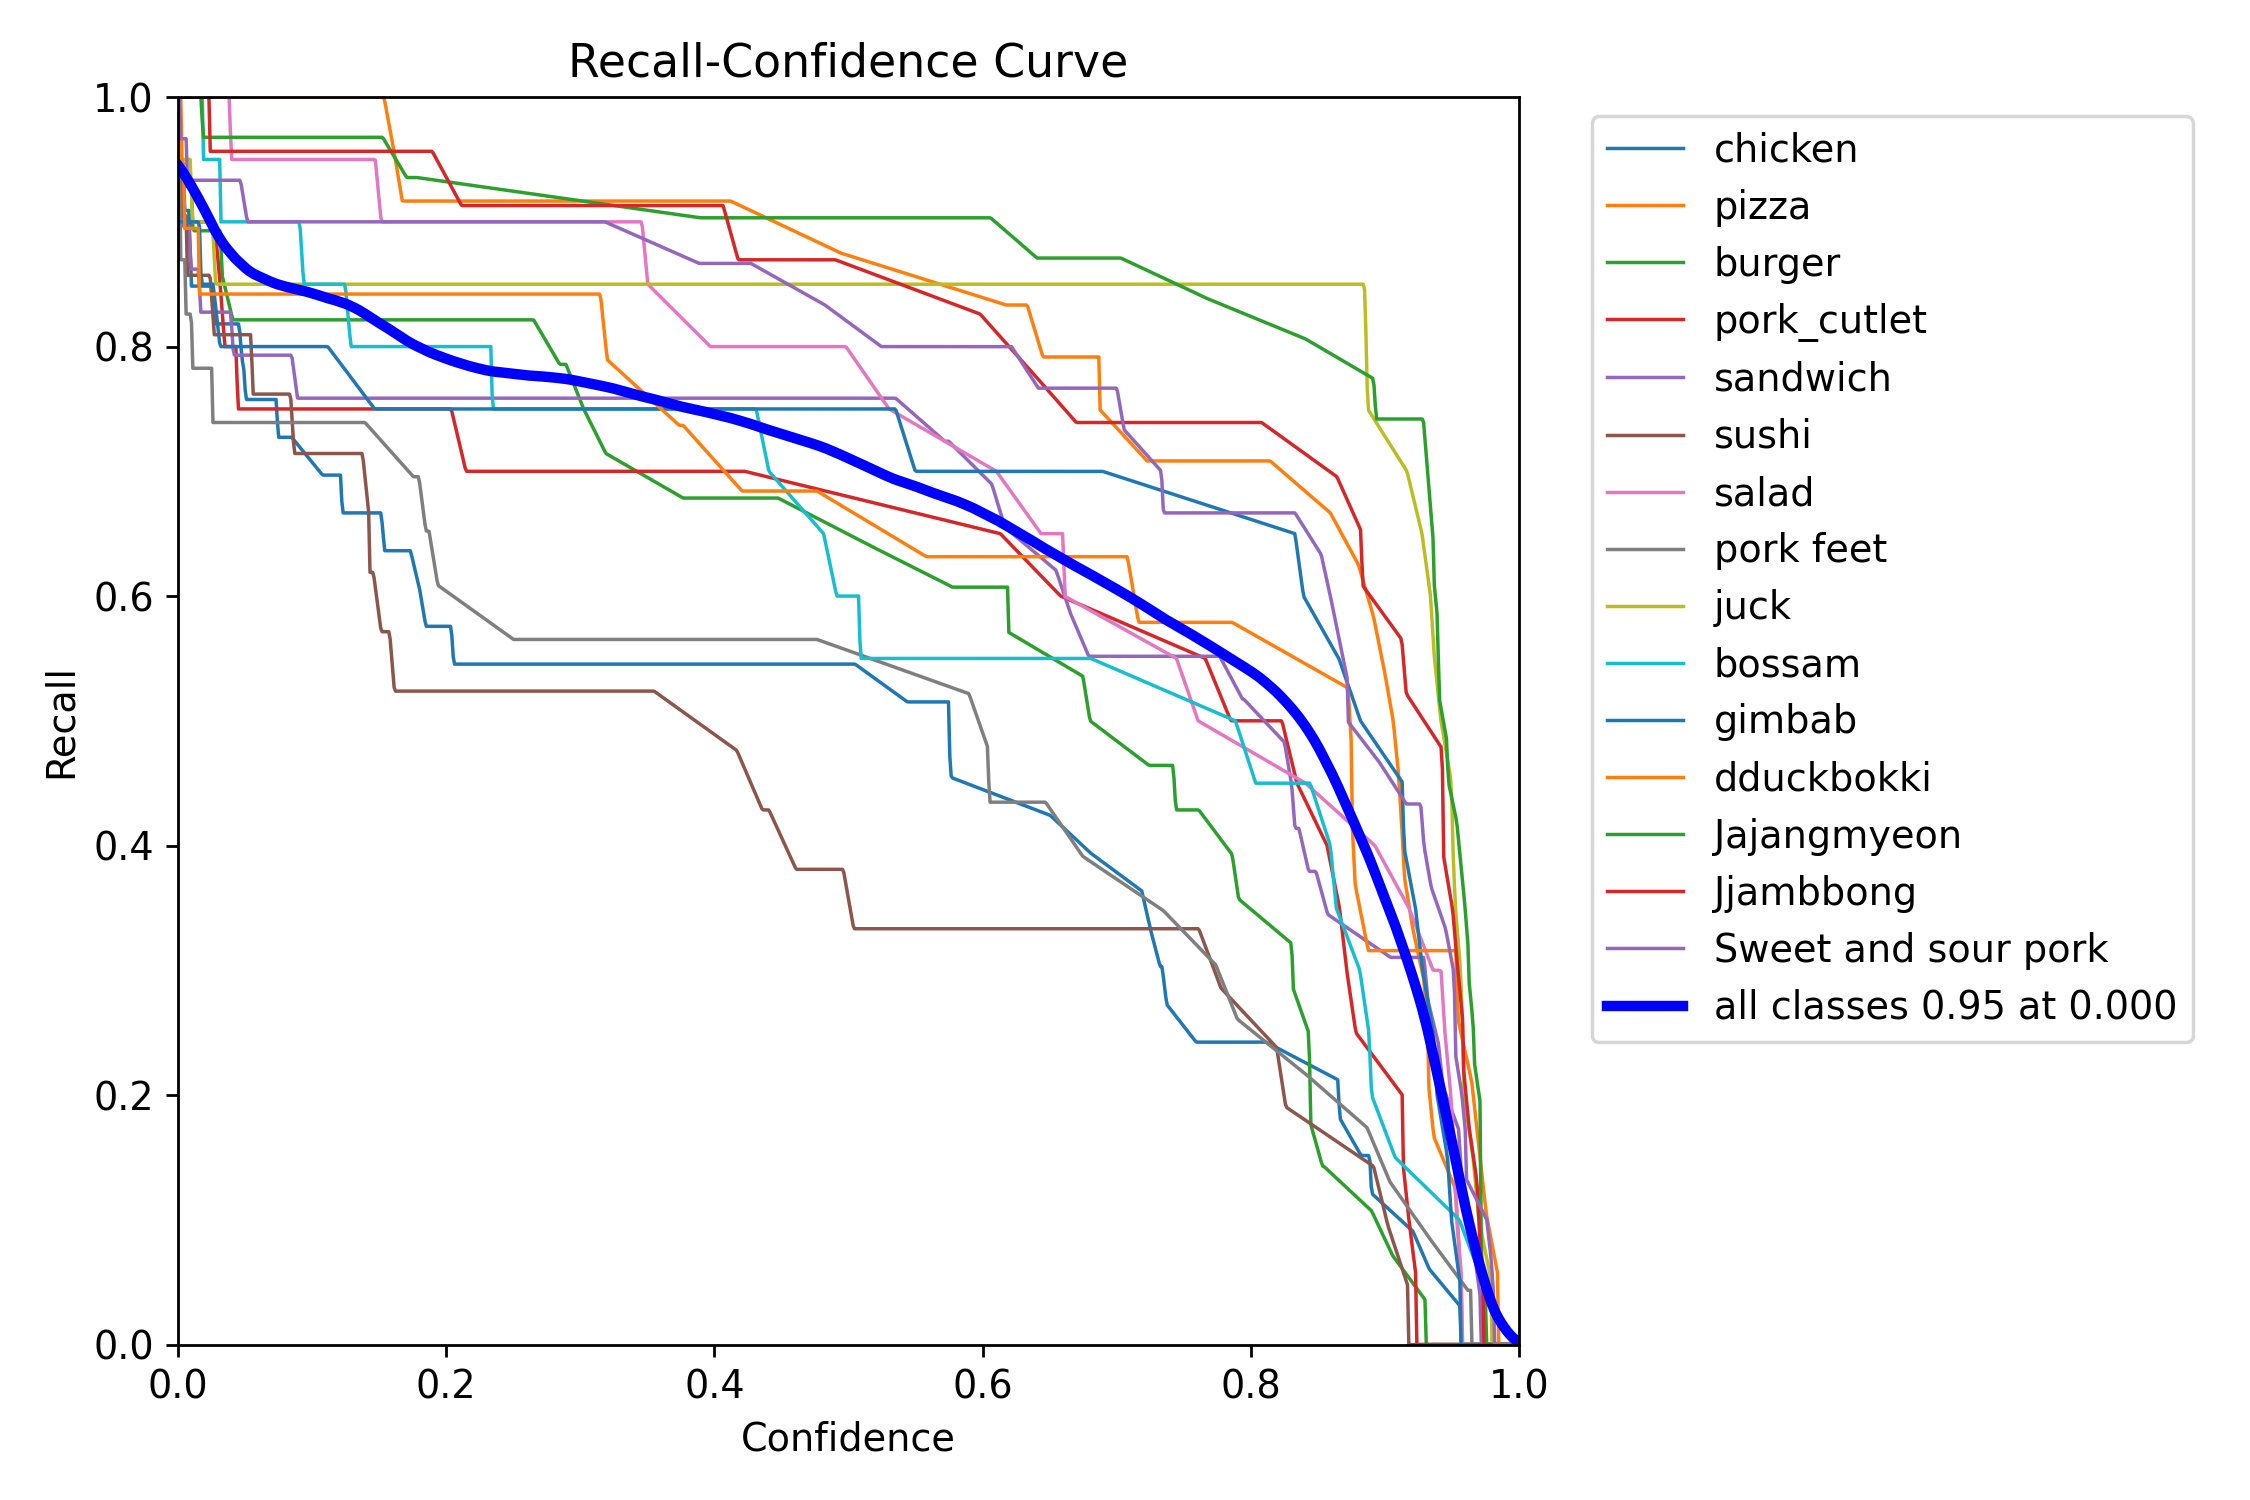 Recall-Confidence Curve
1.0
0.8
0.6
0.4
0.2
0.0
Recall
0.0 0.2 0.4 0.6 0.8 1.0
Confidence
chicken
pizza
burger
pork_cutlet
sandwich
sushi
salad
pork feet
juck
bossam
gimbab
dduckbokki
Jajangmyeon
Jjambbong
Sweet and sour pork
all classes 0.95 at 0.000